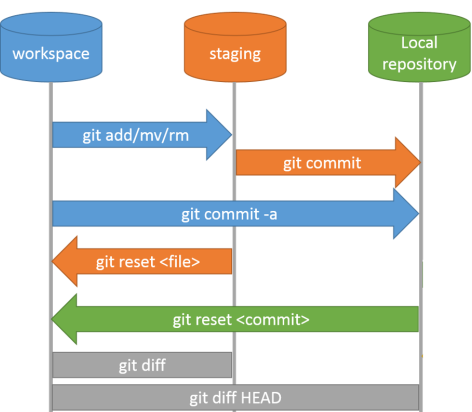 workspace
staging
Local
repository
git add/mv/rm
git commit
git commit -a
git reset <file>
git reset <commit>
git diff
git diff HEAD